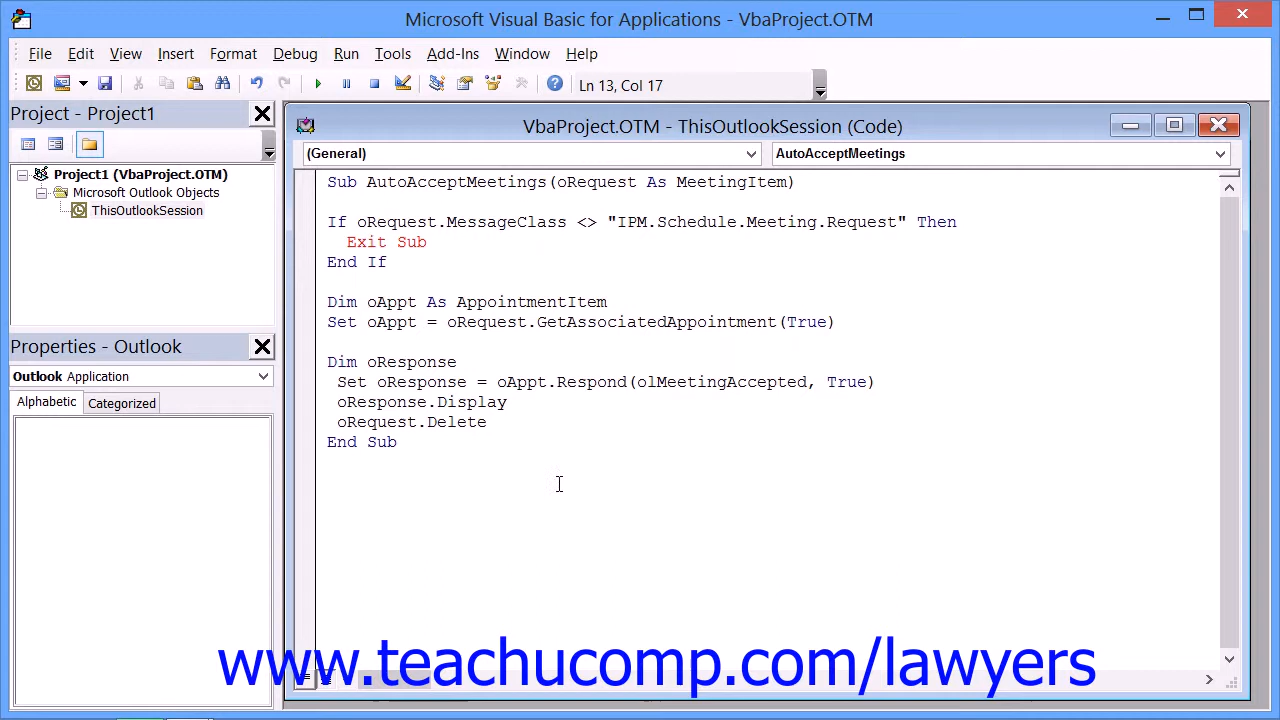 Microsoft Visual Basic for Applications - VbaProject.OTM
File Edit View Insert Format Debug Run Tools Add-Ins Window Help
Ln 13, Col 17
Project - Project1
Project1 (VbaProject.OTM)
Microsoft Outlook Objects
ThisOutlookSession
Properties - Outlook
Outlook Application
Alphabetic Categorized
VbaProject.OTM - ThisOutlookSession (Code)
(General) AutoAcceptMeetings
Sub AutoAcceptMeetings(oRequest As MeetingItem)
If oRequest.MessageClass <> "IPM.Schedule.Meeting.Request" Then
Exit Sub
End If
Dim oAppt As AppointmentItem
Set oAppt = oRequest.GetAssociatedAppointment(True)
Dim oResponse
Set oResponse = oAppt.Respond(olMeetingAccepted, True)
oResponse.Display
oRequest.Delete
End Sub
www.teachucomp.com/lawyers